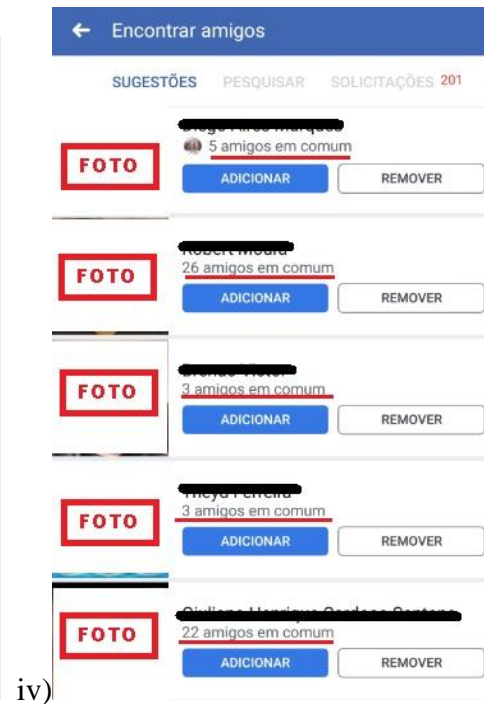 Encontrar amigos
SUGESTÕES PESQUISAR SOLICITAÇÕES 201
5 amigos em comum
FOTO
ADICIONAR REMOVER
26 amigos em comum
FOTO
ADICIONAR REMOVER
3 amigos em comum
FOTO
ADICIONAR REMOVER
3 amigos em comum
FOTO
ADICIONAR REMOVER
22 amigos em comum
FOTO
ADICIONAR REMOVER
iv)